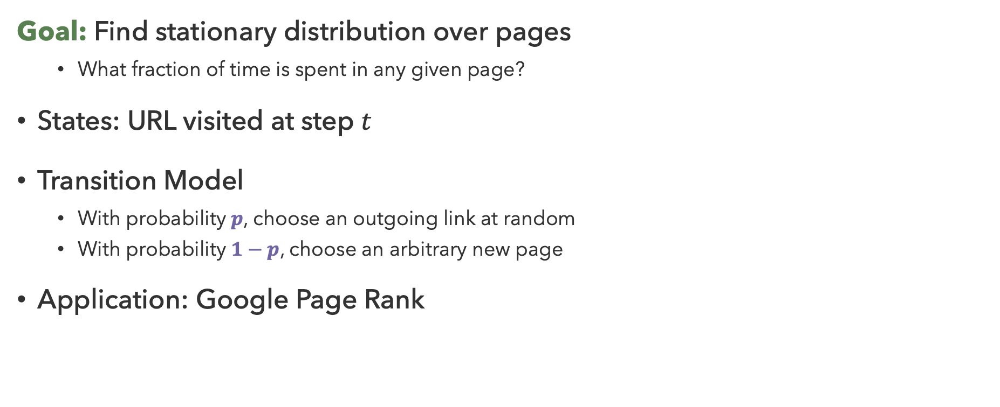 Goal: Find stationary distribution over pages
• What fraction of time is spent in any given page?
• States: URL visited at step t
• Transition Model
• With probability p, choose an outgoing link at random
• With probability 1 − p, choose an arbitrary new page
• Application: Google Page Rank